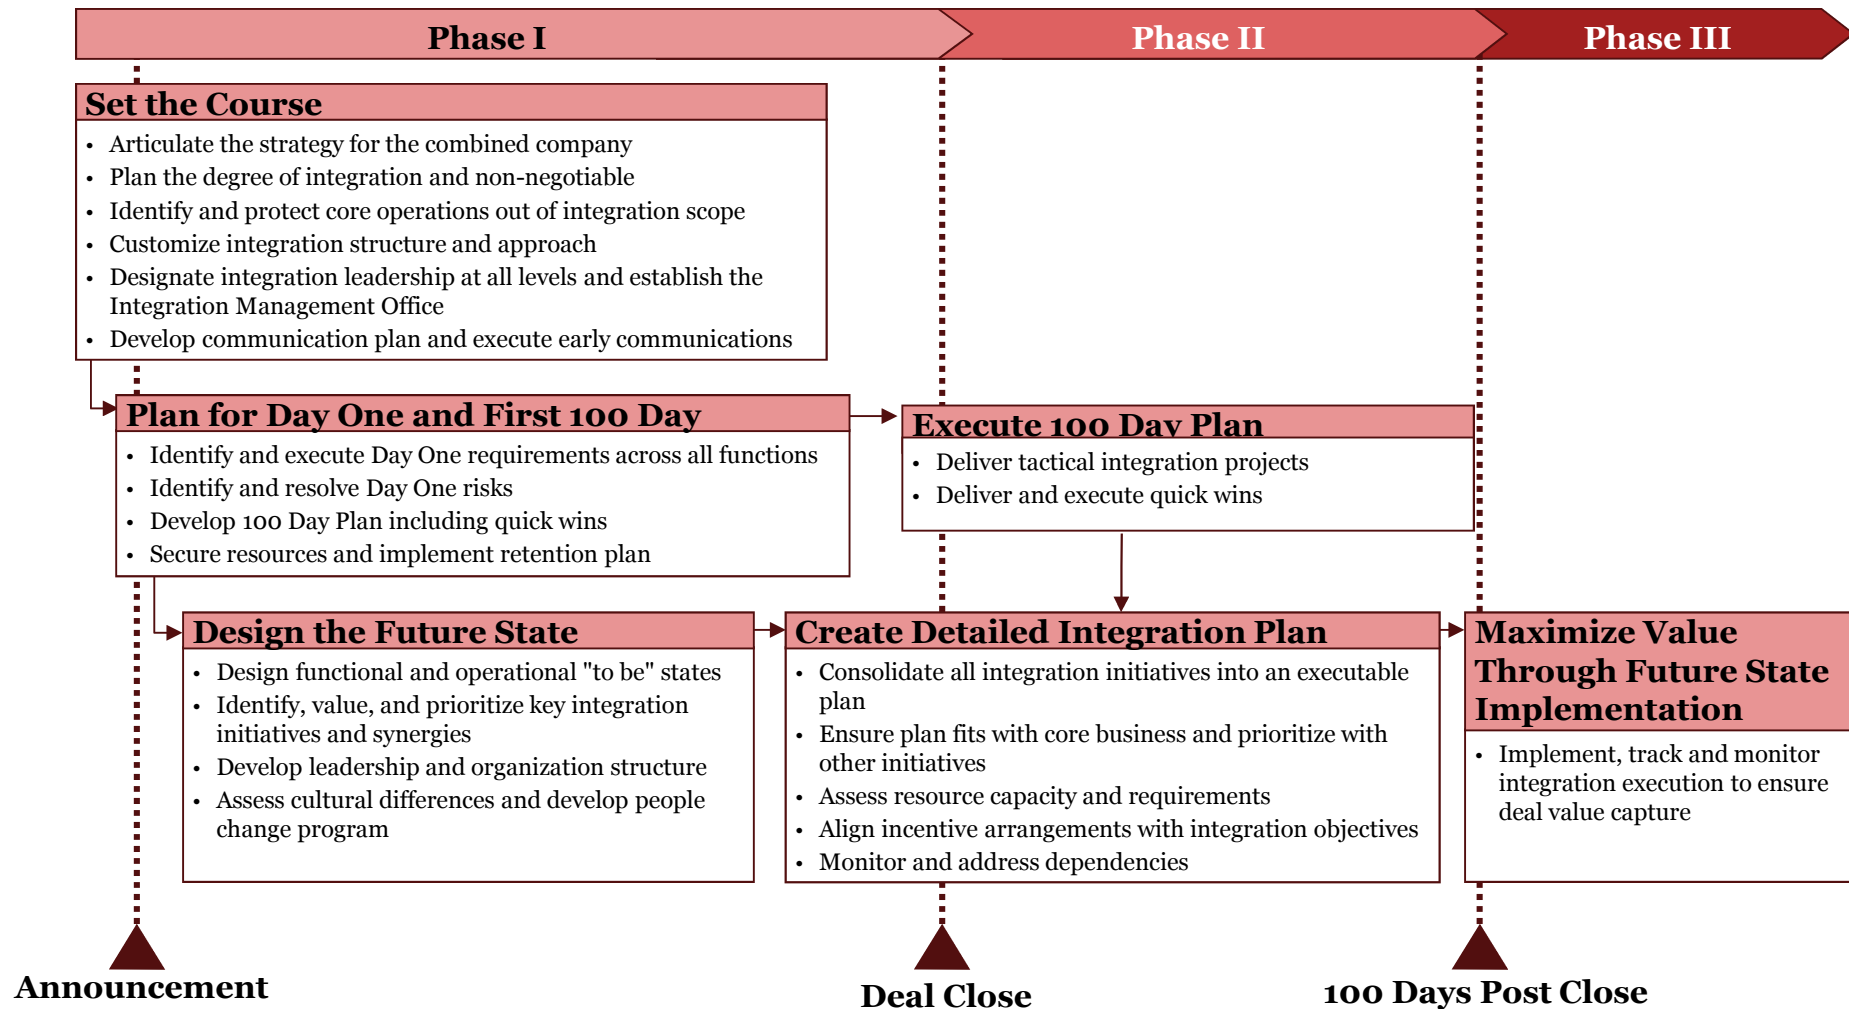 Phase I
Phase II
Phase III
Set the Course
• Articulate the strategy for the combined company
• Plan the degree of integration and non-negotiable
• Identify and protect core operations out of integration scope
• Customize integration structure and approach
• Designate integration leadership at all levels and establish the
Integration Management Office
• Develop communication plan and execute early communications
Plan for Day One and First 100 Day
• Identify and execute Day One requirements across all functions
• Identify and resolve Day One risks
• Develop 100 Day Plan including quick wins
• Secure resources and implement retention plan
Execute 100 Day Plan
• Deliver tactical integration projects
• Deliver and execute quick wins
Design the Future State
• Design functional and operational "to be" states
• Identify, value, and prioritize key integration
initiatives and synergies
• Develop leadership and organization structure
• Assess cultural differences and develop people
change program
Create Detailed Integration Plan
• Consolidate all integration initiatives into an executable
plan
• Ensure plan fits with core business and prioritize with
other initiatives
• Assess resource capacity and requirements
• Align incentive arrangements with integration objectives
• Monitor and address dependencies
Maximize Value
Through Future State
Implementation
• Implement, track and monitor
integration execution to ensure
deal value capture
Announcement
Deal Close
100 Days Post Close